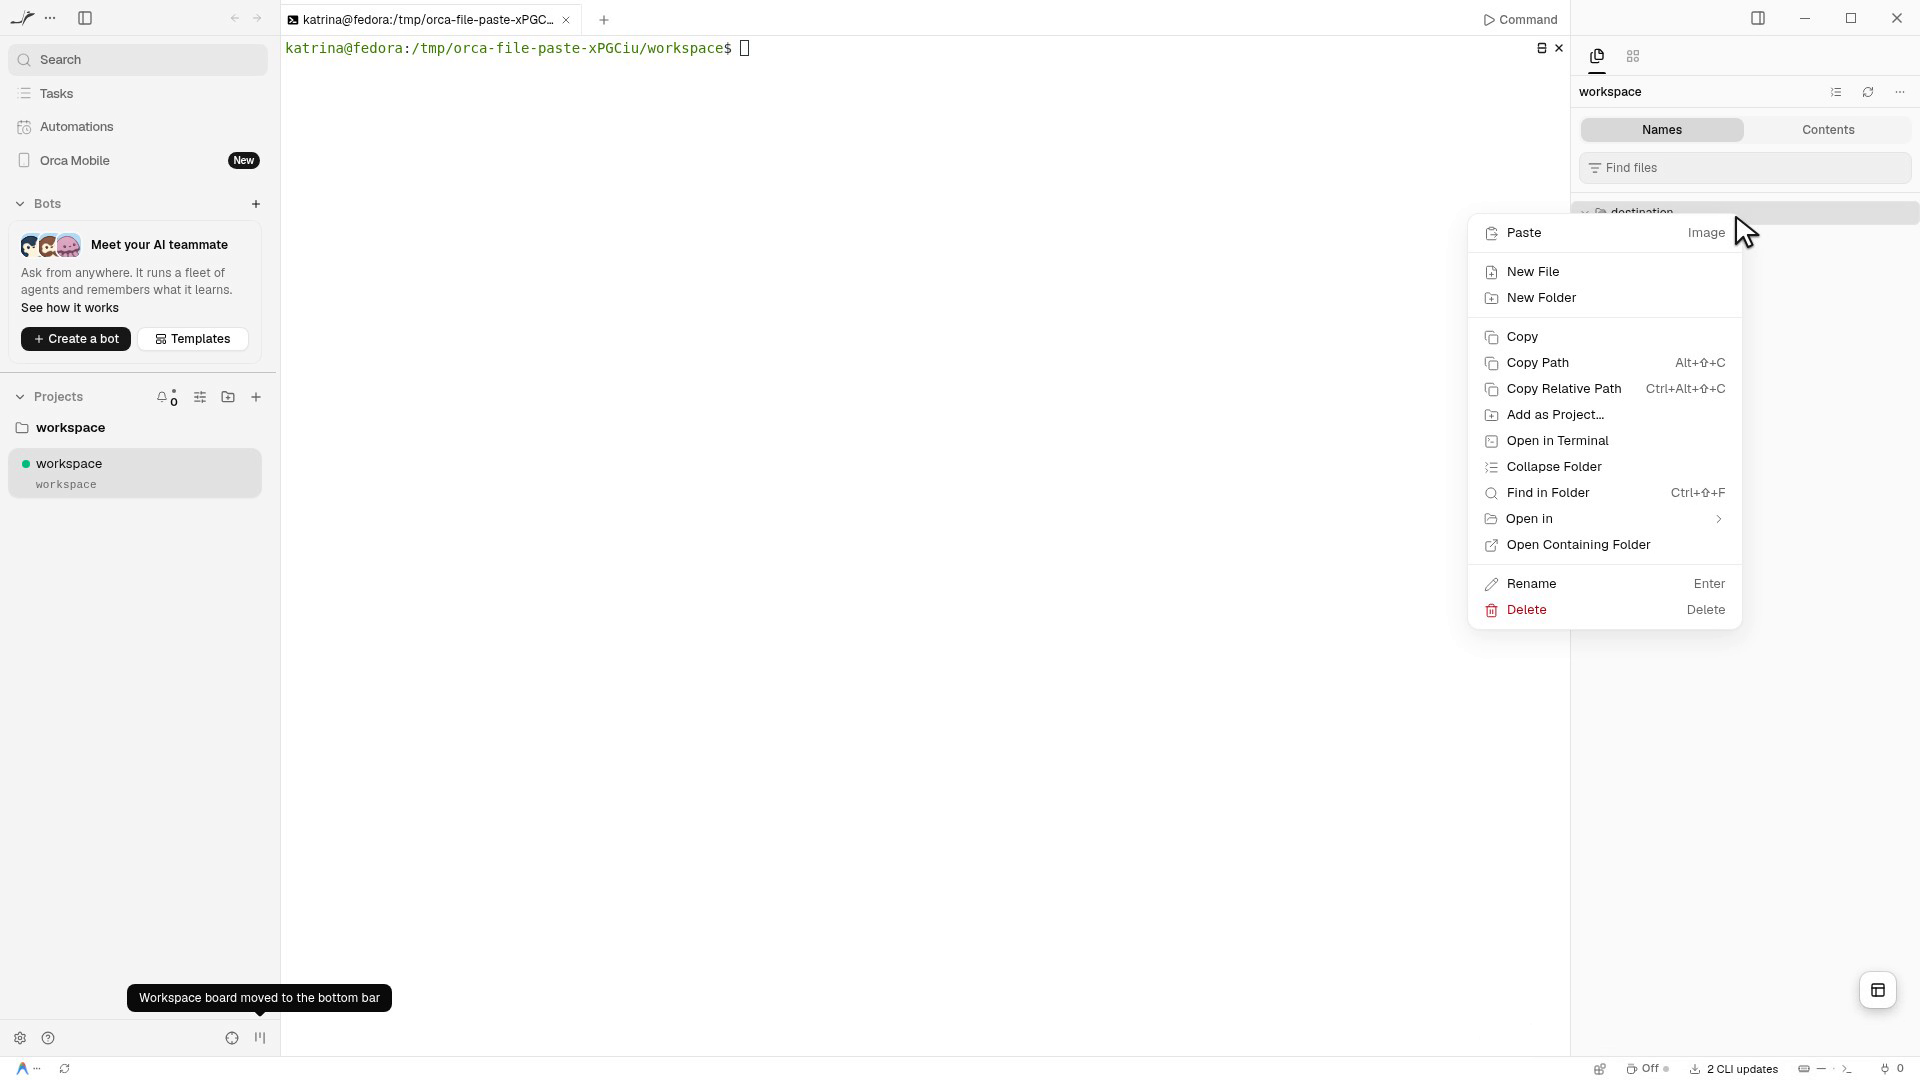 katrina@fedora:/tmp/orca-file-paste-xPGC...
Command
Search
Tasks
Automations
Orca Mobile
New
Bots
Meet your AI teammate
Ask from anywhere. It runs a fleet of
agents and remembers what it learns.
See how it works
Create a bot
Templates
Projects
0
workspace
workspace
workspace
Workspace board moved to the bottom bar
katrina@fedora:/tmp/orca-file-paste-xPGCiu/workspace$
workspace
Names
Contents
Find files
destination
Paste Image
New File
New Folder
Copy
Copy Path Alt+⇧+C
Copy Relative Path Ctrl+Alt+⇧+C
Add as Project...
Open in Terminal
Collapse Folder
Find in Folder Ctrl+⇧+F
Open in
Open Containing Folder
Rename Enter
Delete Delete
Off
2 CLI updates
0